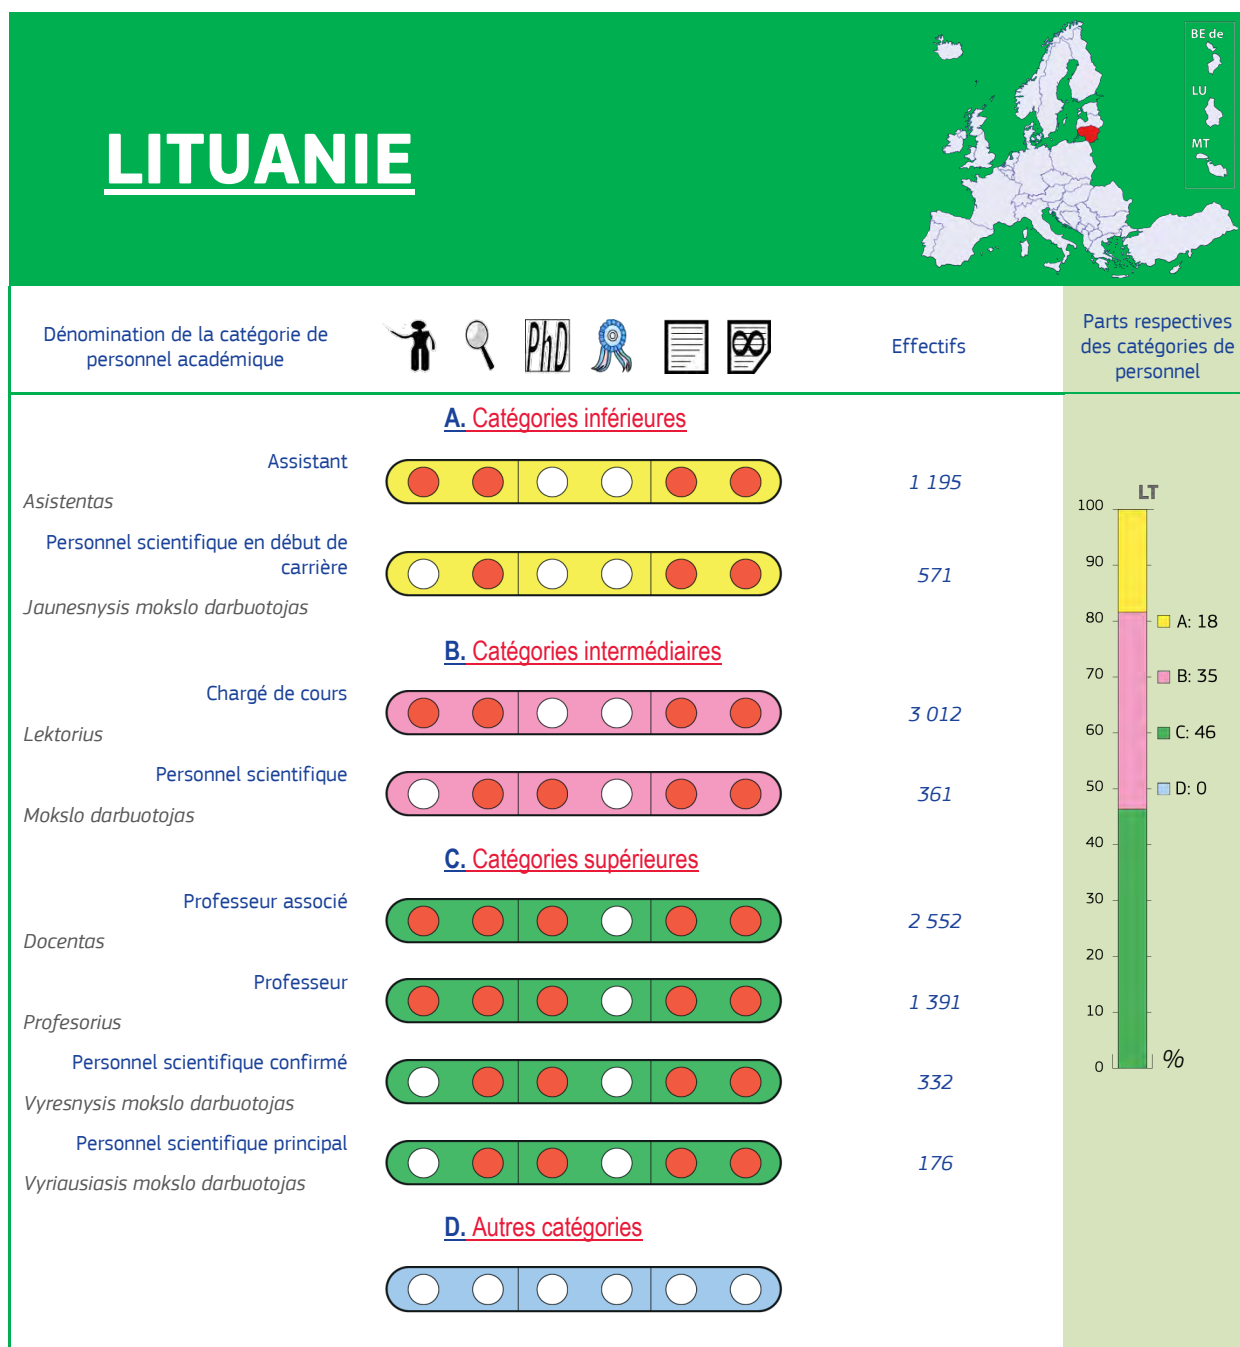 BE de
LU
MT
LITUANIE
Dénomination de la catégorie de
personnel académique
PhD
Effectifs
Parts respectives
des catégories de
personnel
A. Catégories inférieures
Assistant
Asistentas
1 195
Personnel scientifique en début de
carrière
Jaunesnysis mokslo darbuotojas
571
B. Catégories intermédiaires
Chargé de cours
Lektorius
3 012
Personnel scientifique
Mokslo darbuotojas
361
C. Catégories supérieures
Professeur associé
Docentas
2 552
Professeur
Profesorius
1 391
Personnel scientifique confirmé
Vyresnysis mokslo darbuotojas
332
Personnel scientifique principal
Vyriausiasis mokslo darbuotojas
176
D. Autres catégories
LT
100
90
80
70
60
50
40
30
20
10
0
%
A: 18
B: 35
C: 46
D: 0